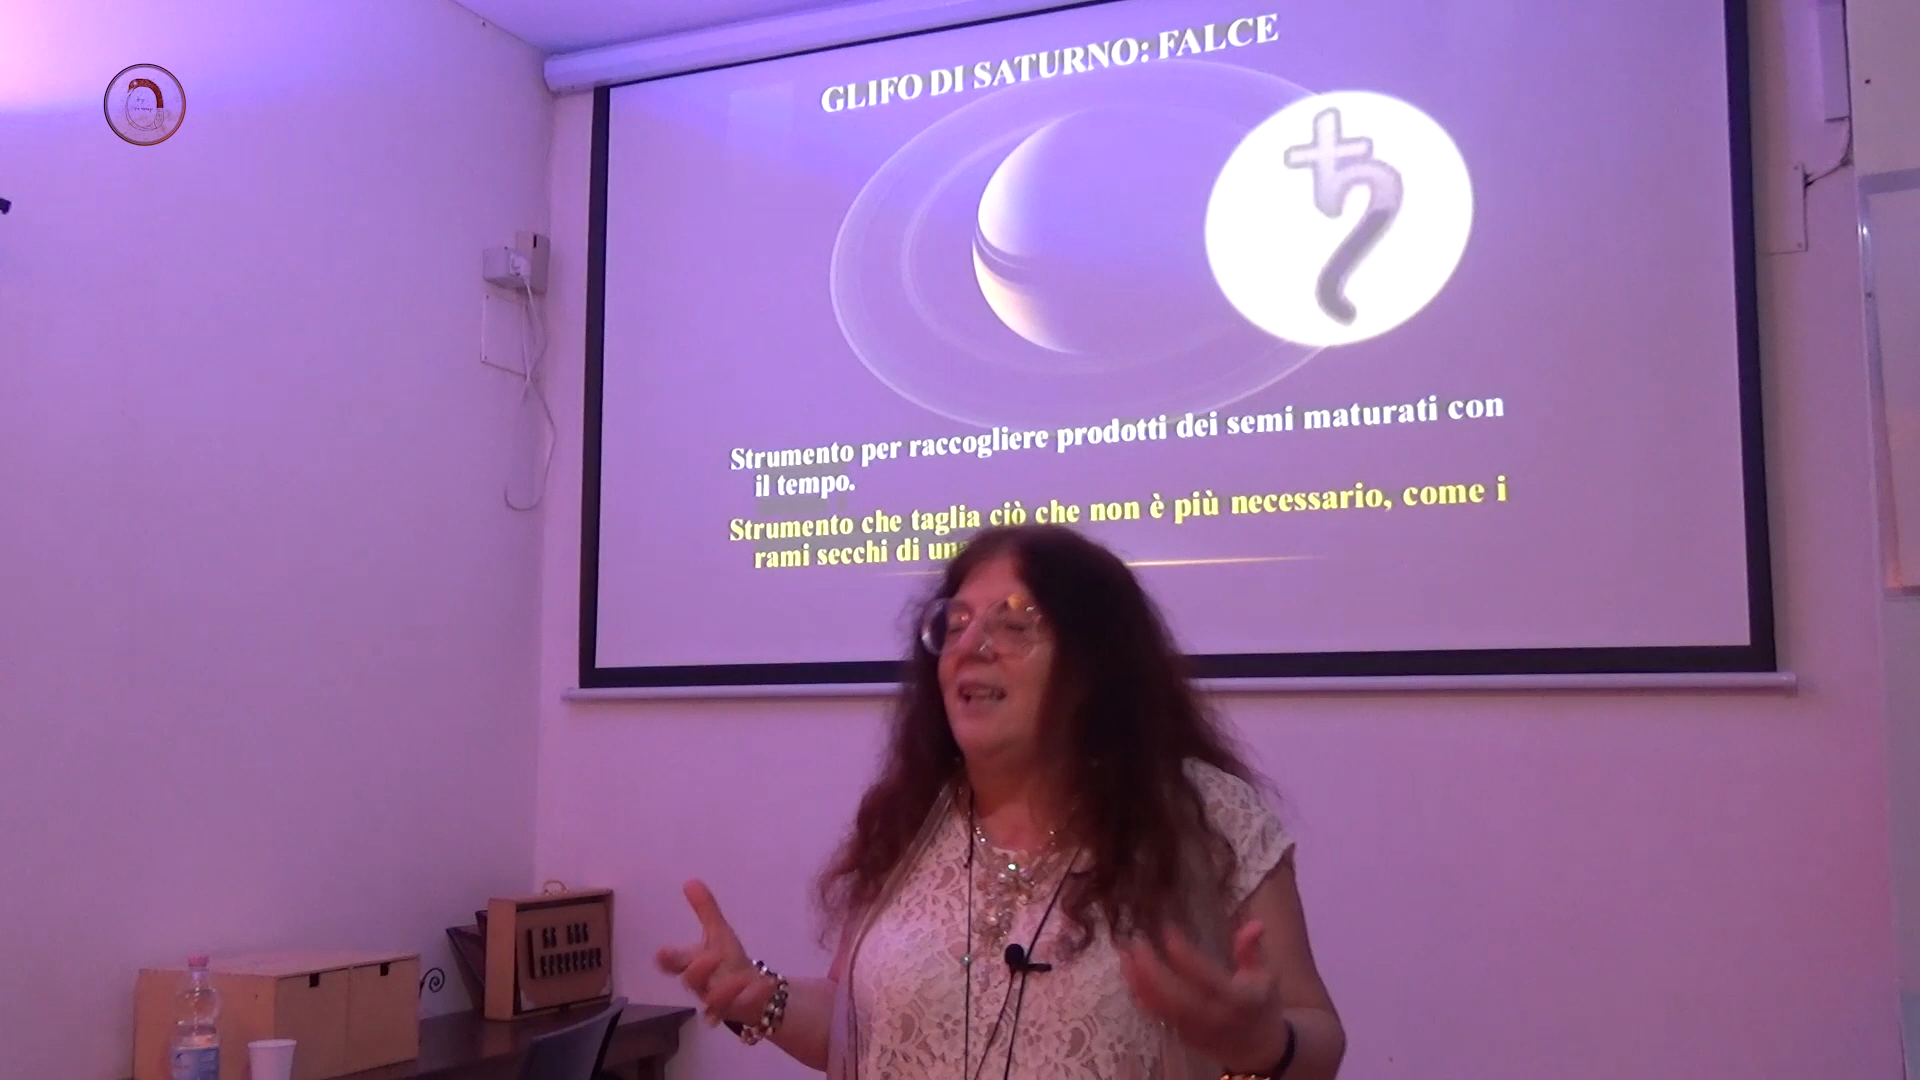 GLIFO DI SATURNO: FALCE
Strumento per raccogliere prodotti dei semi maturati con
il tempo.
Strumento che taglia ciò che non è più necessario, come i
rami secchi di una